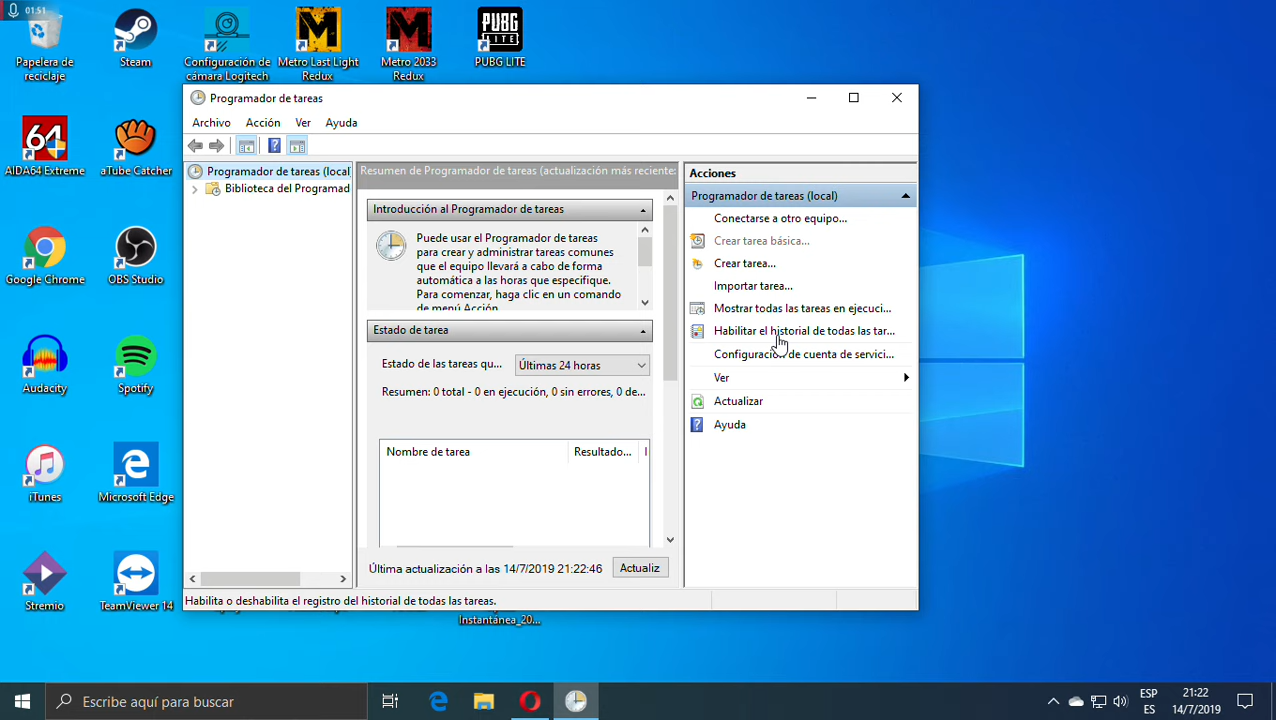 01:51
Papelera de
reciclaje
Steam
Configuración de
cámara Logitech
Metro Last Light
Redux
Metro 2033
Redux
PUBG
LITE
PUBG LITE
64
AIDA64 Extreme
aTube Catcher
Google Chrome
OBS Studio
Audacity
Spotify
iTunes
Microsoft Edge
Stremio
TeamViewer 14
Programador de tareas
Archivo Acción Ver Ayuda
Programador de tareas (local)
Biblioteca del Programad
Resumen de Programador de tareas (actualización más reciente:
Introducción al Programador de tareas
Puede usar el Programador de tareas
para crear y administrar tareas comunes
que el equipo llevará a cabo de forma
automática a las horas que especifique.
Para comenzar, haga clic en un comando
de menú Acción.
Estado de tarea
Estado de las tareas qu... Últimas 24 horas
Resumen: 0 total - 0 en ejecución, 0 sin errores, 0 de...
Nombre de tarea Resultado...
Última actualización a las 14/7/2019 21:22:46 Actualiz
Acciones
Programador de tareas (local)
Conectarse a otro equipo...
Crear tarea básica...
Crear tarea...
Importar tarea...
Mostrar todas las tareas en ejecuci...
Habilitar el historial de todas las tar...
Configuración de cuenta de servici...
Ver
Actualizar
Ayuda
Habilita o deshabilita el registro del historial de todas las tareas.
Instantánea_20...
Escribe aquí para buscar
ESP
ES
21:22
14/7/2019